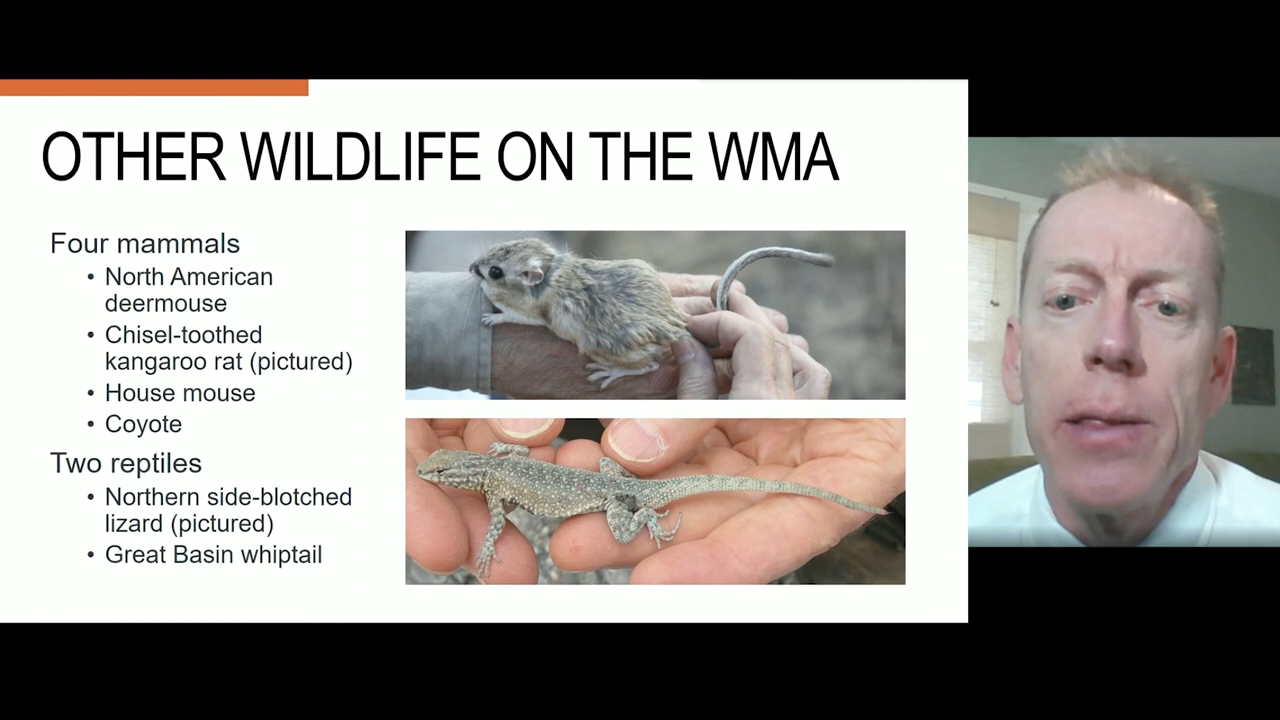 OTHER WILDLIFE ON THE WMA
Four mammals
• North American
deermouse
• Chisel-toothed
kangaroo rat (pictured)
• House mouse
• Coyote
Two reptiles
• Northern side-blotched
lizard (pictured)
• Great Basin whiptail